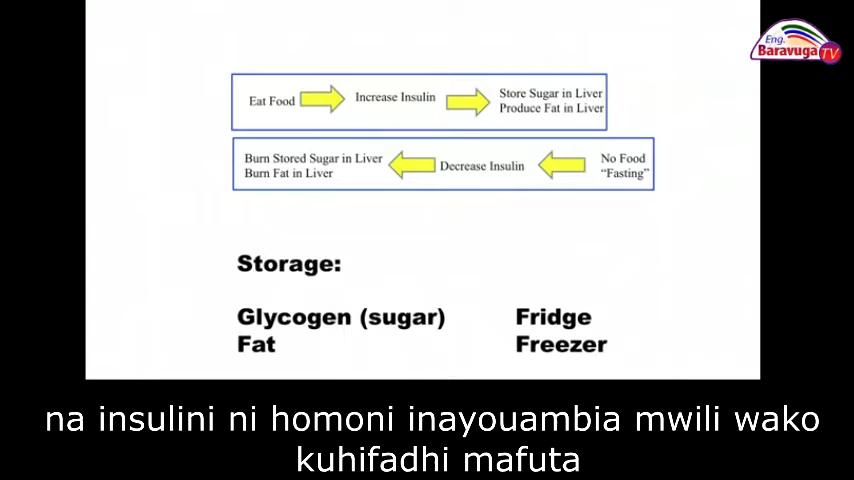 Eng.
Baravuga TV
Eat Food
Increase Insulin
Store Sugar in Liver
Produce Fat in Liver
Burn Stored Sugar in Liver
Burn Fat in Liver
Decrease Insulin
No Food
“Fasting”
Storage:
Glycogen (sugar) Fridge
Fat Freezer
na insulini ni homoni inayouambia mwili wako
kuhifadhi mafuta